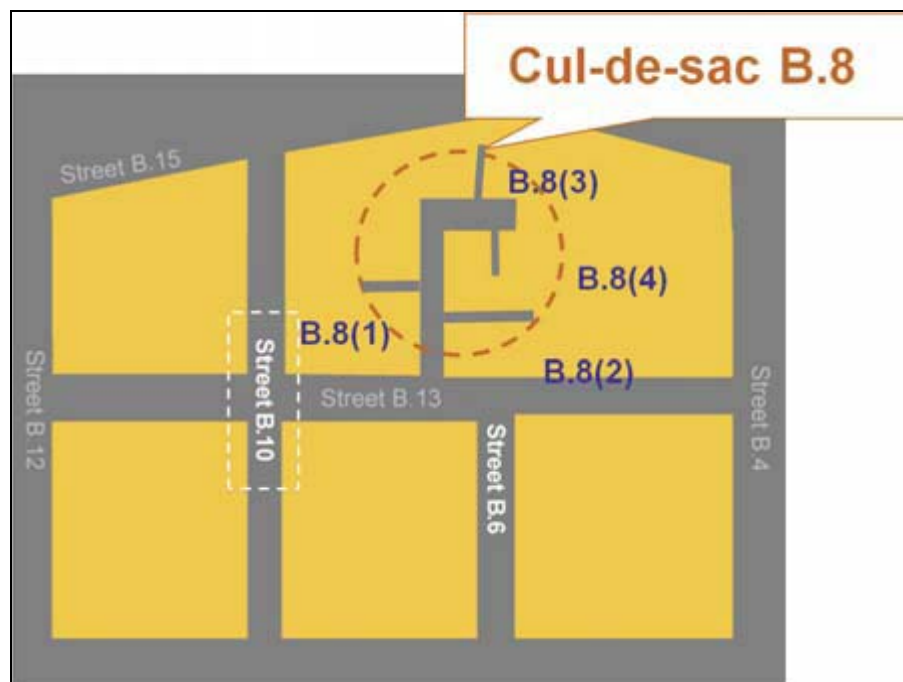 Cul-de-sac B.8
Street B.15
B.8(3)
B.8(4)
B.8(1)
B.8(2)
Street B.13
Street B.12
Street B.10
Street B.6
Street B.4